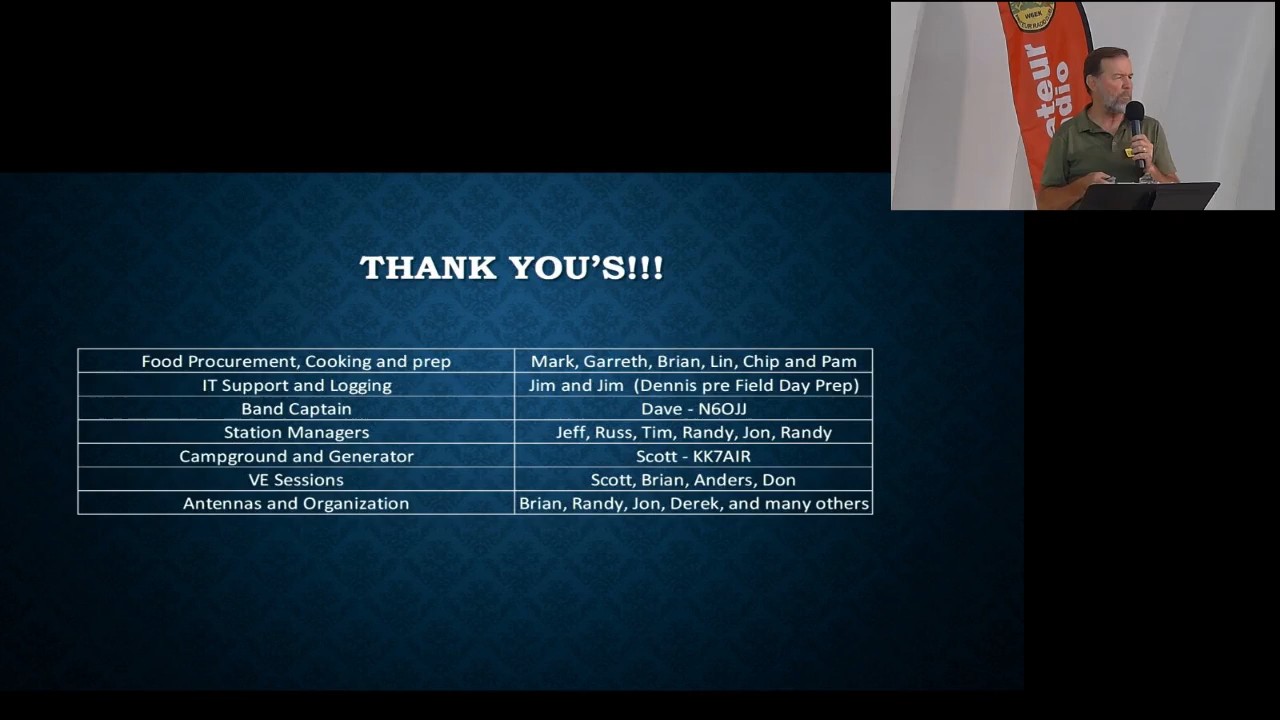 W6EK
ateur
adio
THANK YOU'S!!!
Food Procurement, Cooking and prep Mark, Garreth, Brian, Lin, Chip and Pam
IT Support and Logging Jim and Jim (Dennis pre Field Day Prep)
Band Captain Dave - N6OJJ
Station Managers Jeff, Russ, Tim, Randy, Jon, Randy
Campground and Generator Scott - KK7AIR
VE Sessions Scott, Brian, Anders, Don
Antennas and Organization Brian, Randy, Jon, Derek, and many others